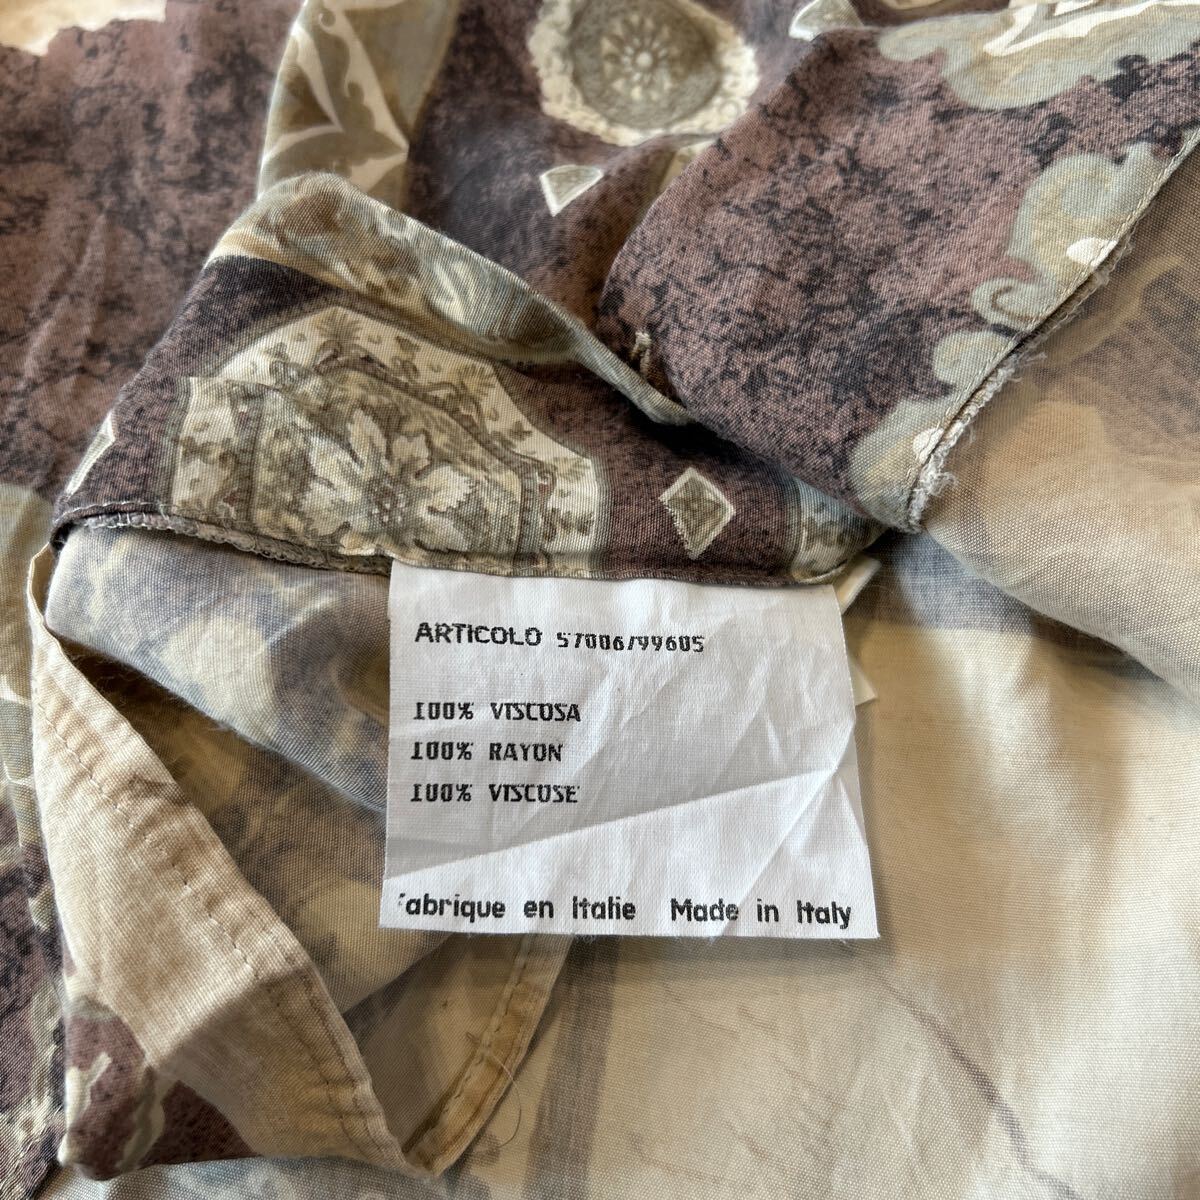 ARTICOLO 57006/99605
100% VISCOSA
100% RAYON
100% VISCOSE
Fabrique en Italie Made in Italy